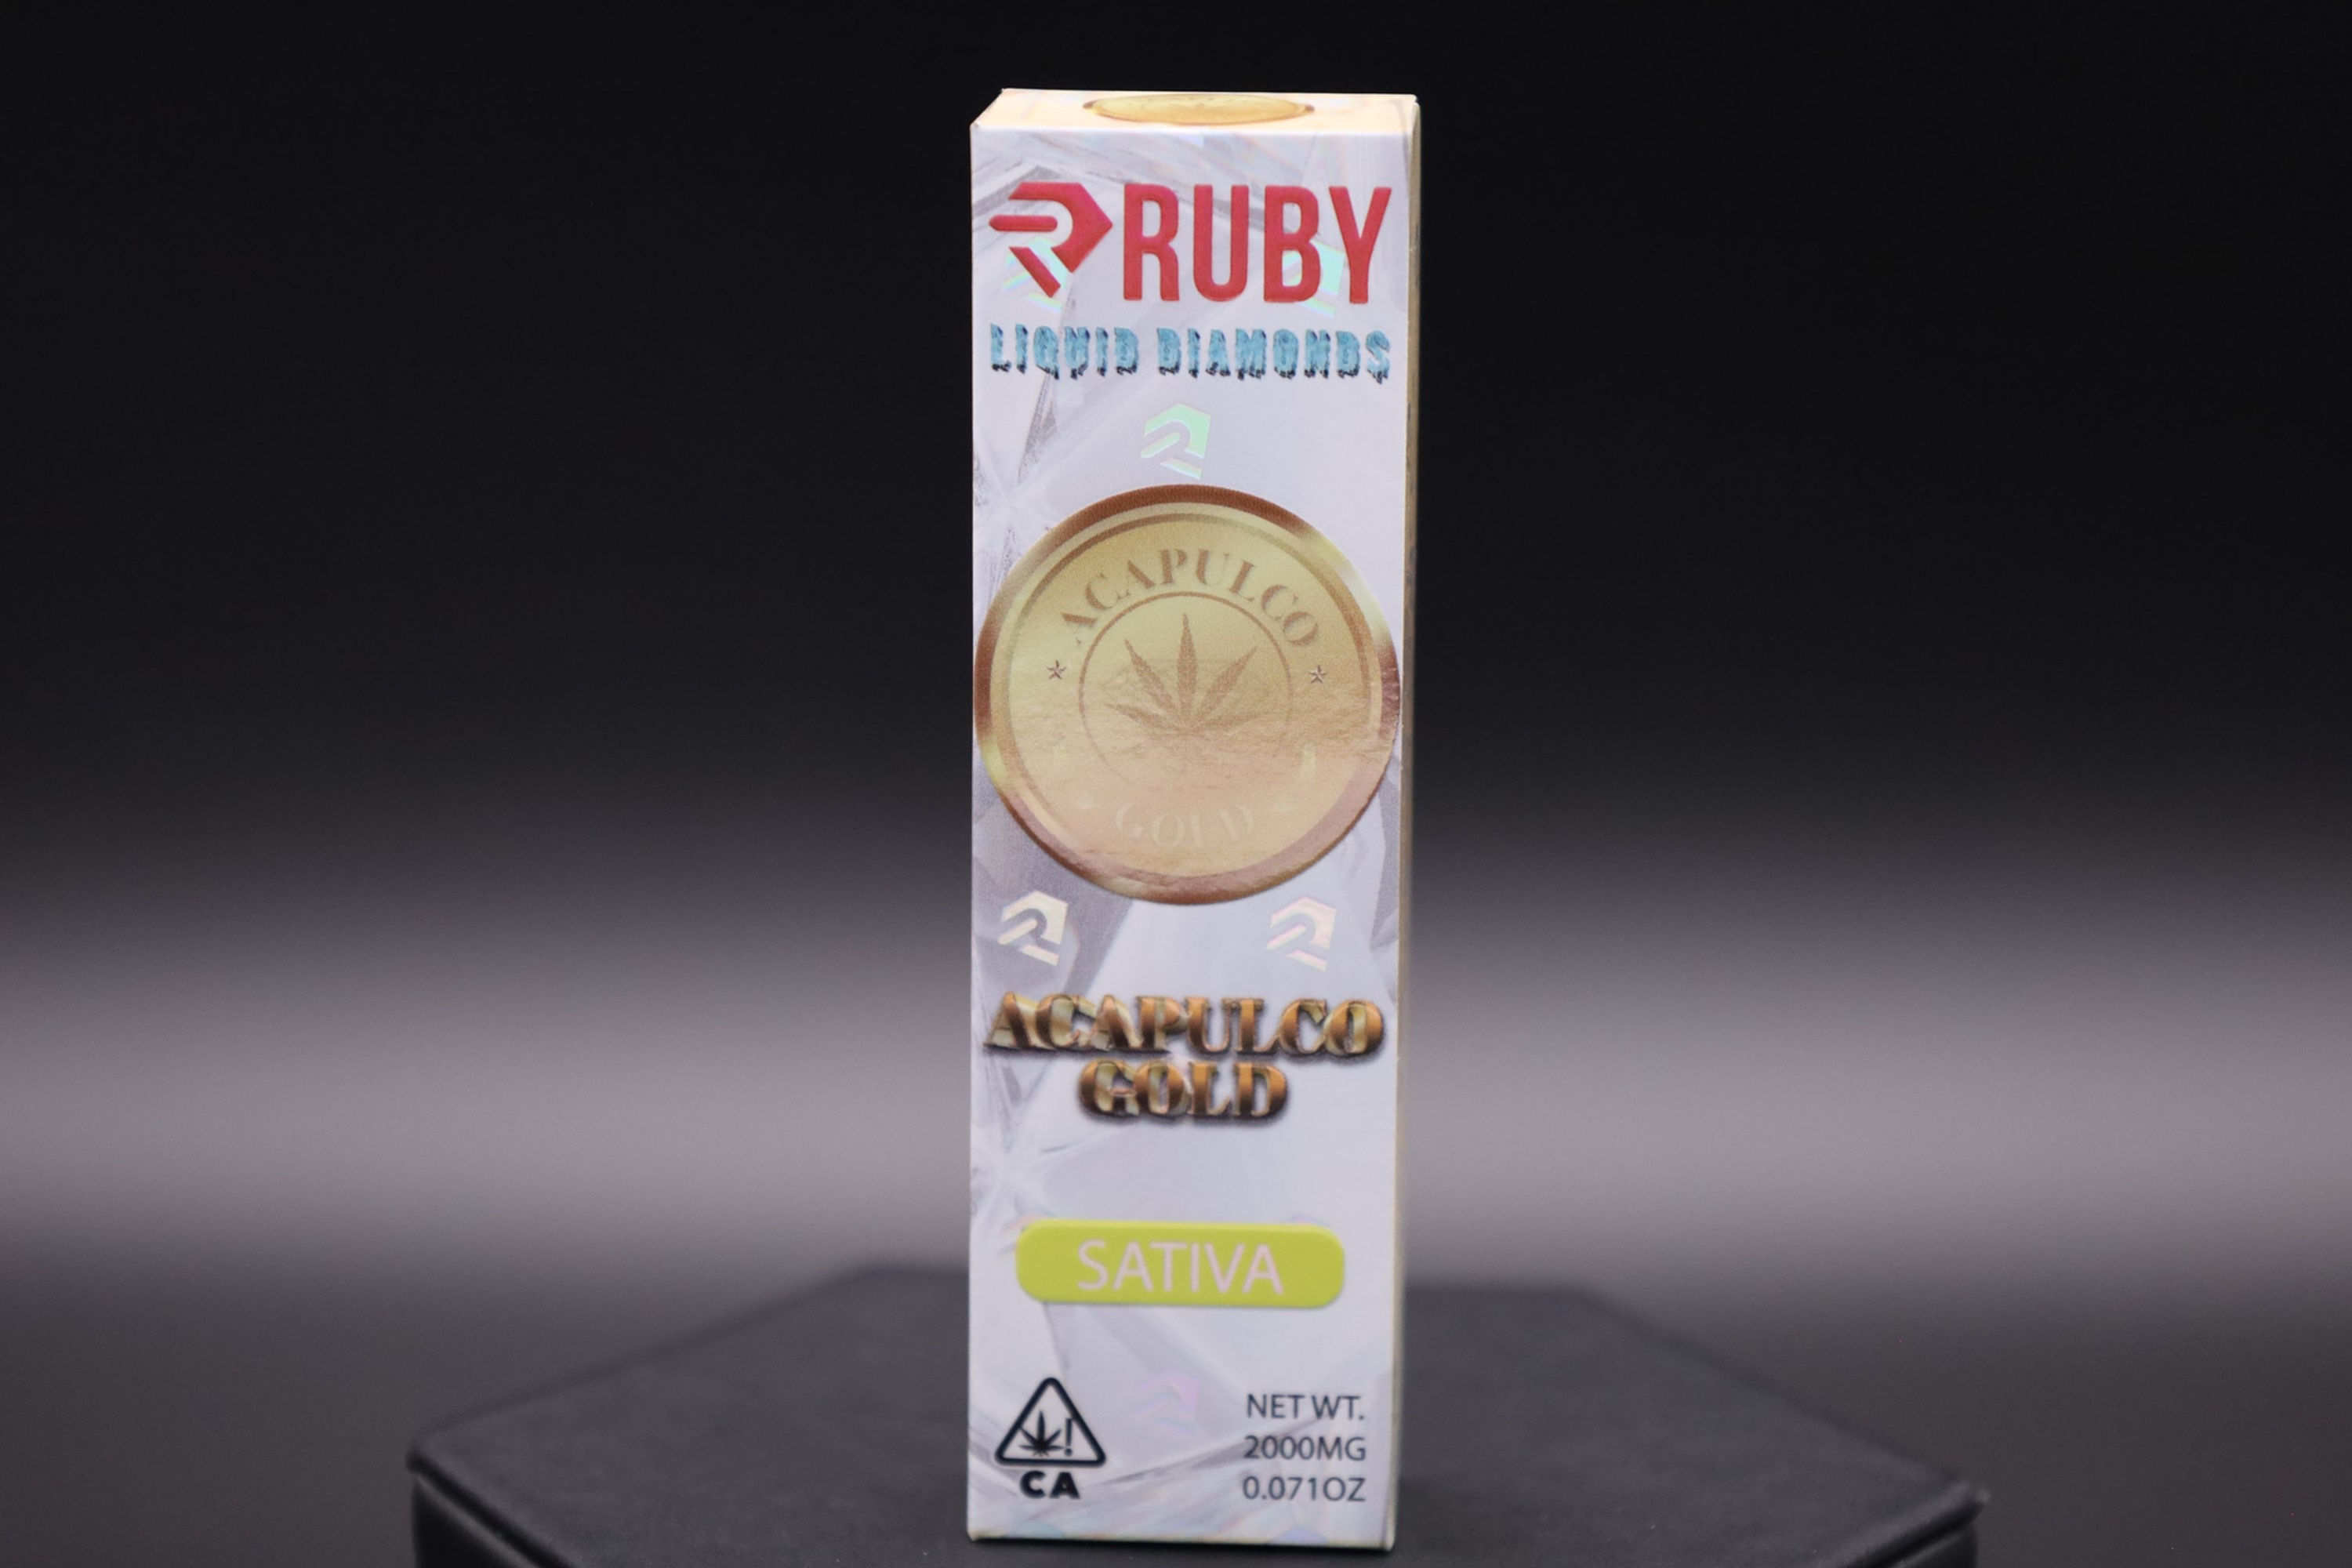 RUBY
LIQUID DIAMONDS
ACAPULCO
GOLD
ACAPULCO
GOLD
SATIVA
NET WT.
2000MG
CA
0.071OZ